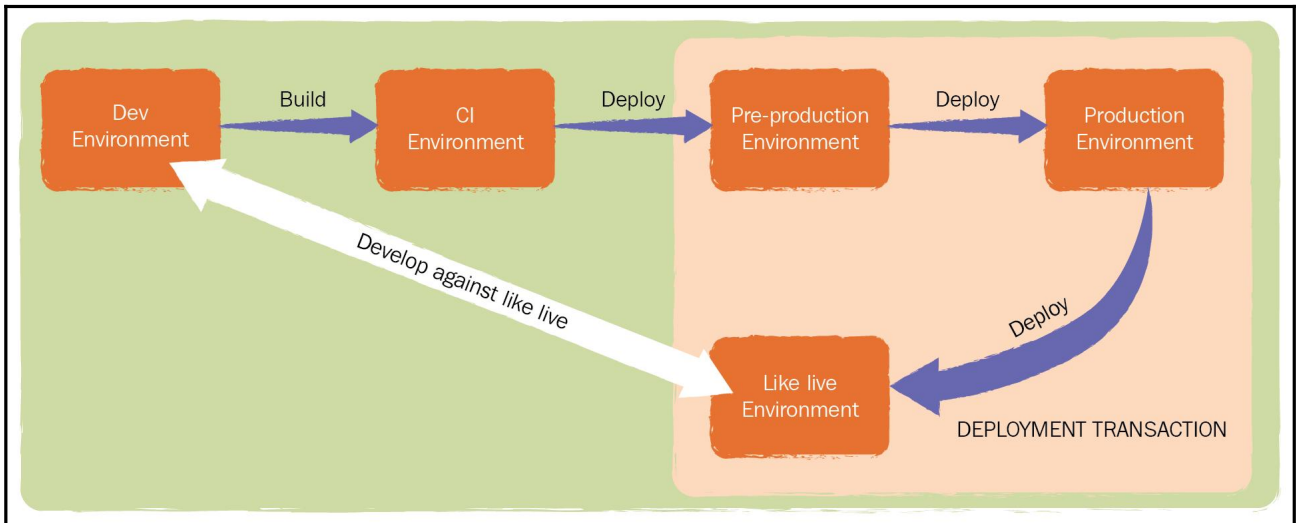 Dev
Environment
Build
CI
Environment
Deploy
Pre-production
Environment
Deploy
Production
Environment
Develop against like live
Deploy
Like live
Environment
DEPLOYMENT TRANSACTION